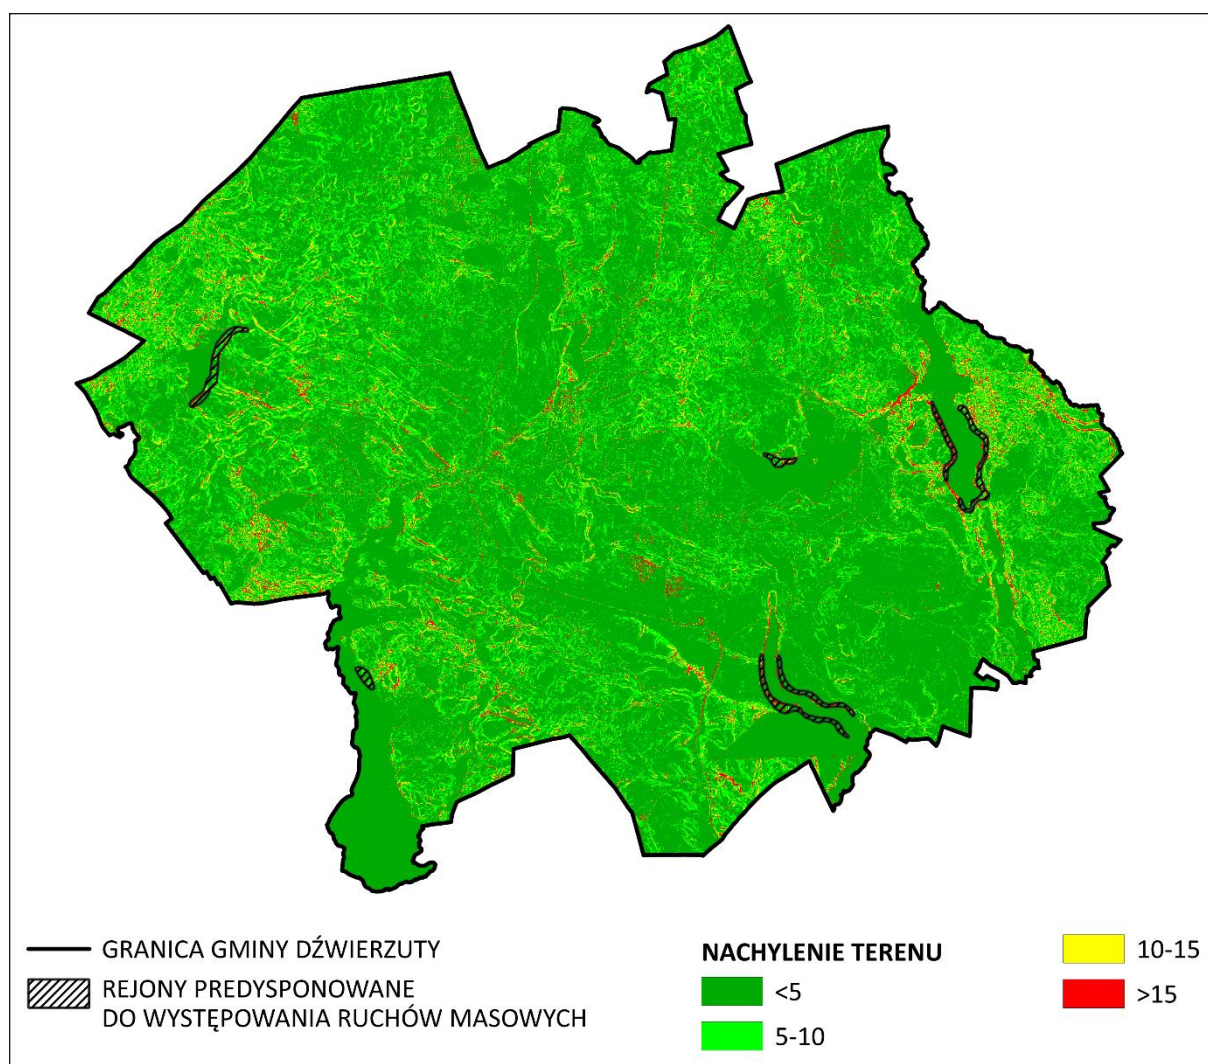 GRANICA GMINY DŹWIERZUTY
REJONY PREDYSPONOWANE
DO WYSTĘPOWANIA RUCHÓW MASOWYCH
NACHYLENIE TERENU
<5
5-10
10-15
>15